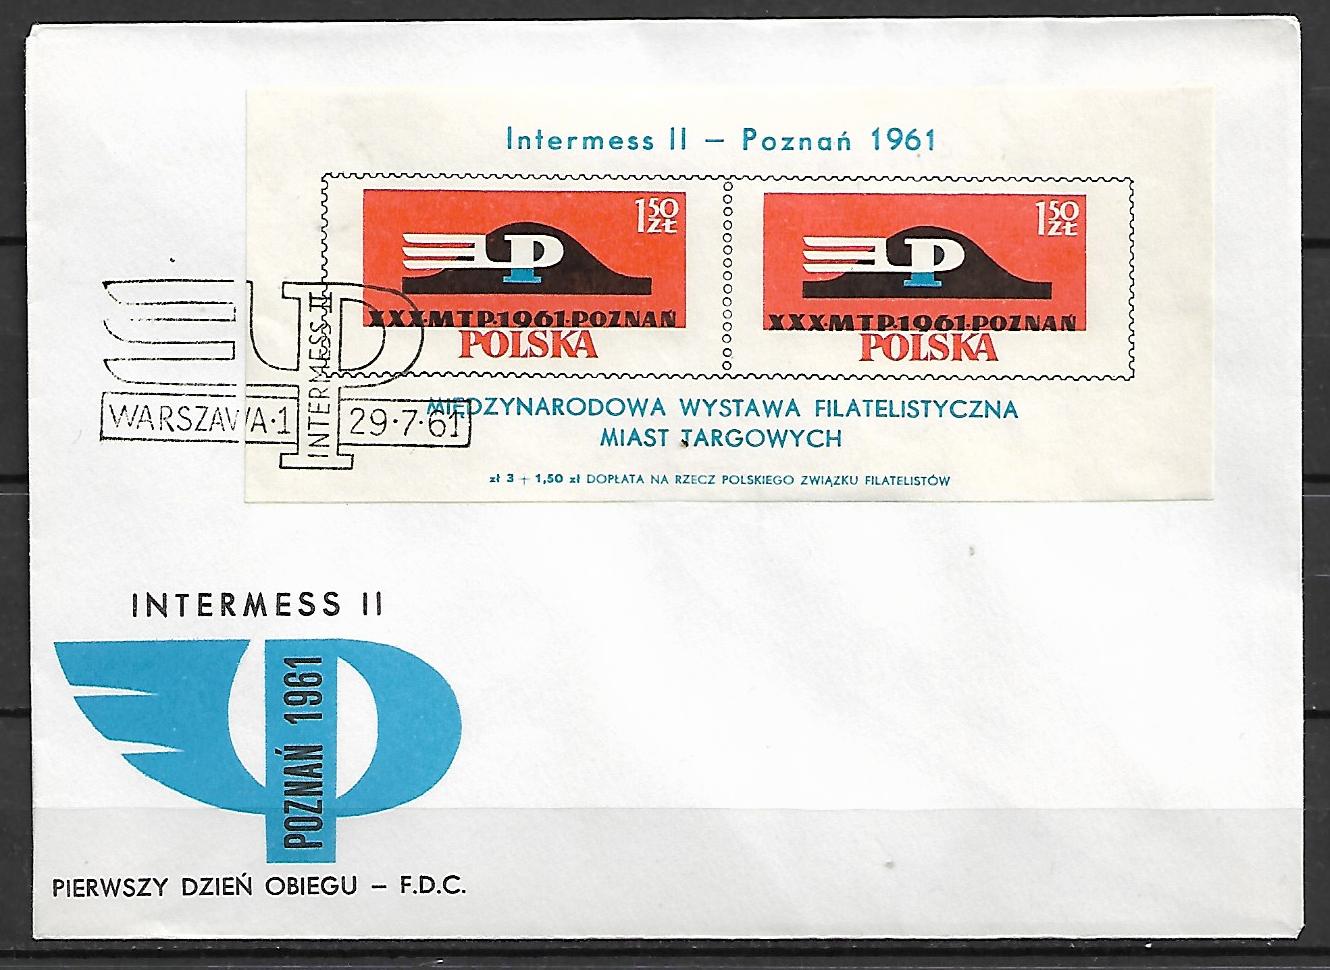 Intermess II – Poznań 1961
1 50 ZŁ
XXX·MTP·1961·POZNAŃ
POLSKA
1 50 ZŁ
XXX·MTP·1961·POZNAŃ
POLSKA
MIĘDZYNARODOWA WYSTAWA FILATELISTYCZNA
MIAST TARGOWYCH
zł 3 + 1,50 zł DOPŁATA NA RZECZ POLSKIEGO ZWIĄZKU FILATELISTÓW
INTERMESS II
WARSZAWA·1 29·7·61
INTERMESS II
POZNAŃ 1961
PIERWSZY DZIEŃ OBIEGU – F.D.C.